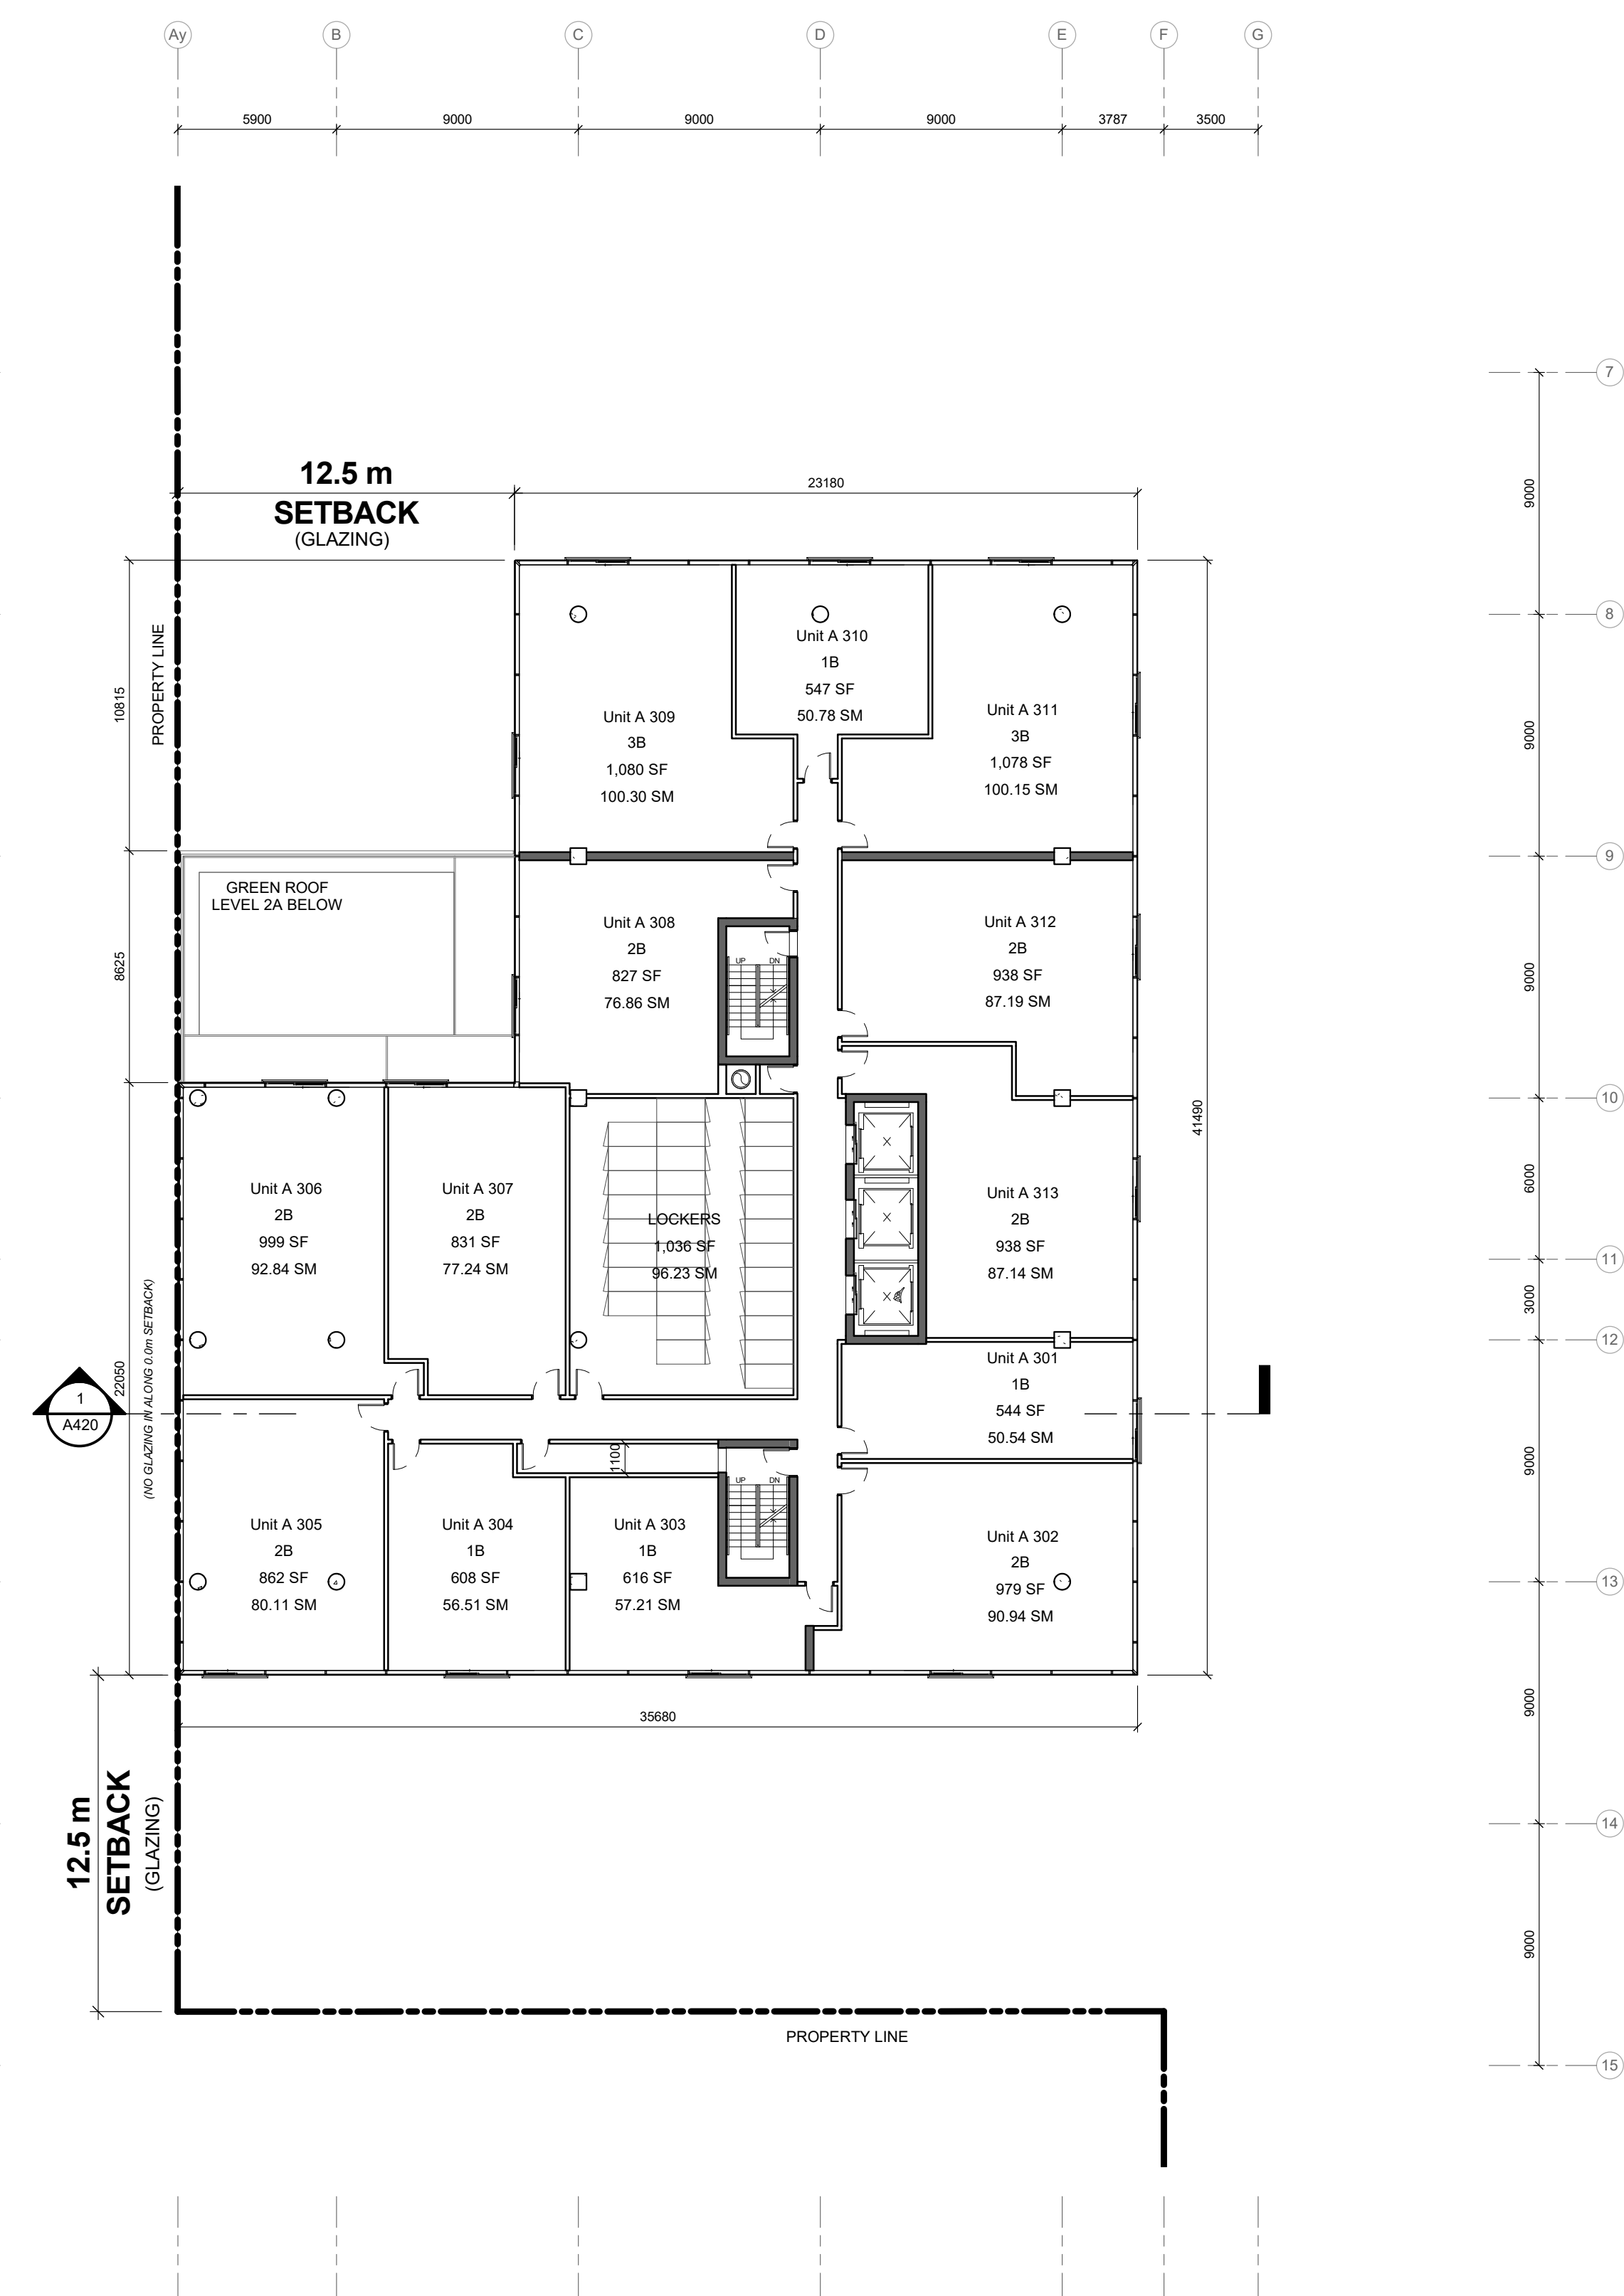 Ay
B
C
D
E
F
G
5900
9000
9000
9000
3787
3500
7
12.5 m
SETBACK
(GLAZING)
23180
9000
8
PROPERTY LINE
10815
Unit A 310
1B
547 SF
50.78 SM
Unit A 309
3B
1,080 SF
100.30 SM
Unit A 311
3B
1,078 SF
100.15 SM
9000
9
GREEN ROOF
LEVEL 2A BELOW
8625
Unit A 308
2B
827 SF
76.86 SM
UP
DN
Unit A 312
2B
938 SF
87.19 SM
9000
10
41490
Unit A 306
2B
999 SF
92.84 SM
Unit A 307
2B
831 SF
77.24 SM
LOCKERS
1,036 SF
96.23 SM
Unit A 313
2B
938 SF
87.14 SM
6000
11
3000
12
22050
(NO GLAZING IN ALONG 0.0m SETBACK)
1
A420
Unit A 301
1B
544 SF
50.54 SM
1100
UP
DN
9000
Unit A 305
2B
862 SF
80.11 SM
Unit A 304
1B
608 SF
56.51 SM
Unit A 303
1B
616 SF
57.21 SM
Unit A 302
2B
979 SF
90.94 SM
13
35680
9000
12.5 m
SETBACK
(GLAZING)
14
9000
PROPERTY LINE
15